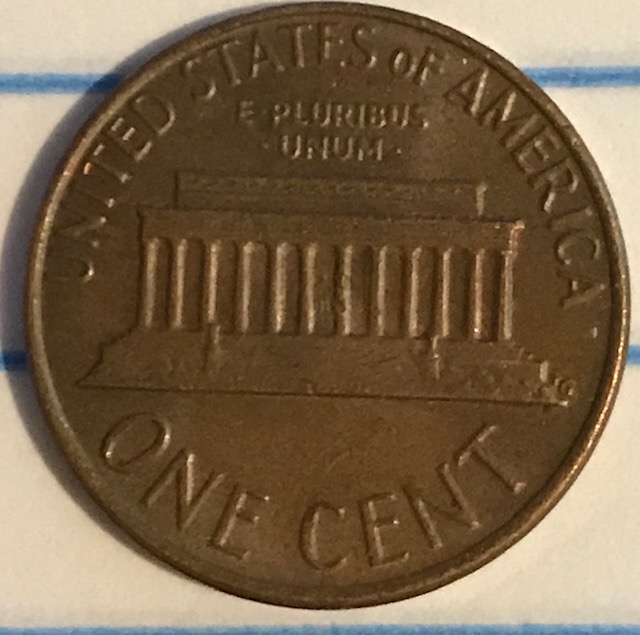 UNITED STATES OF AMERICA
E·PLURIBUS
·UNUM·
ONE CENT